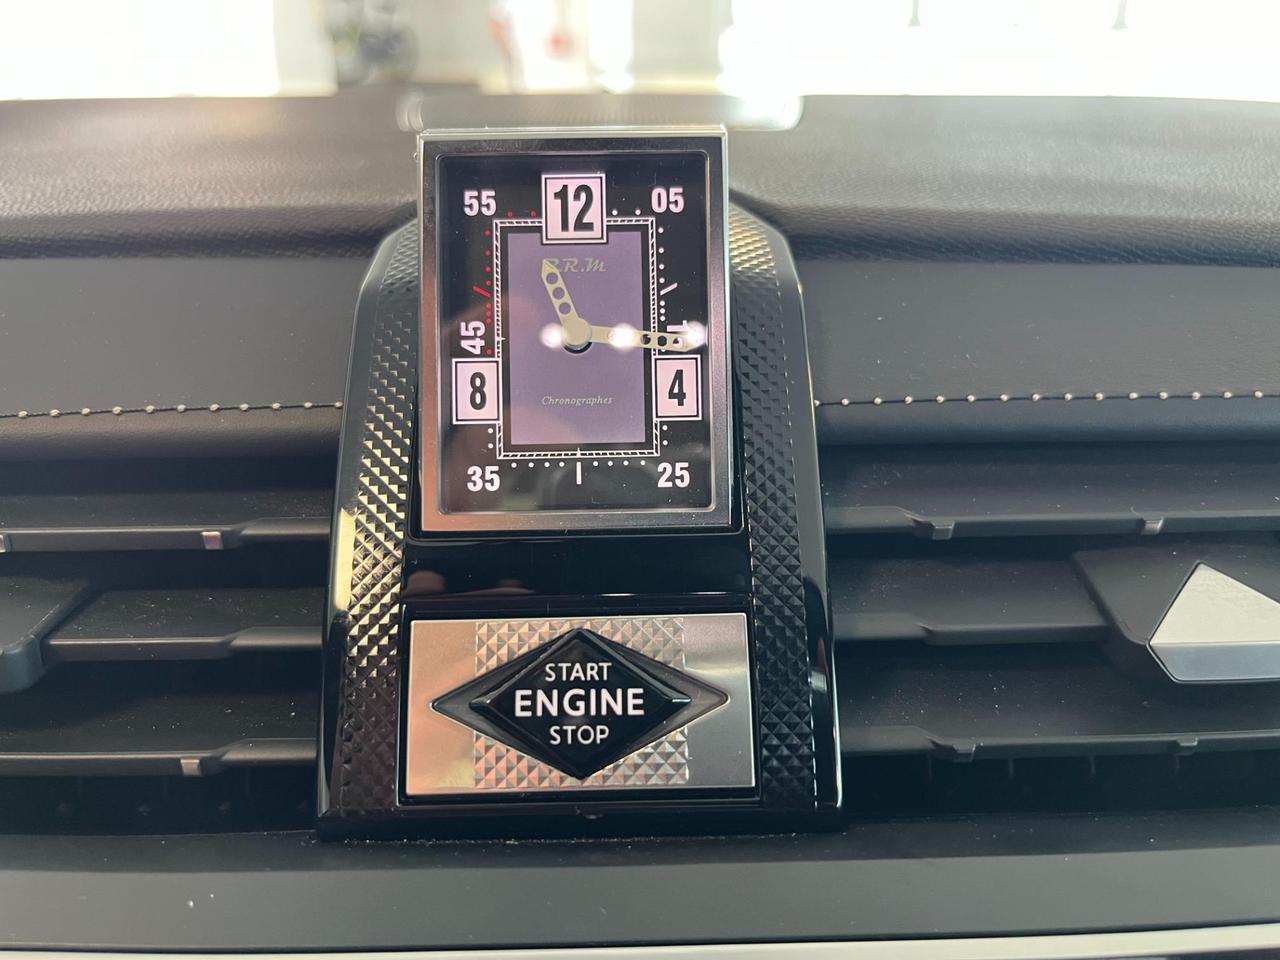 55 12 05
R.R.M
45
8 4
Chronographes
35 25
START
ENGINE
STOP